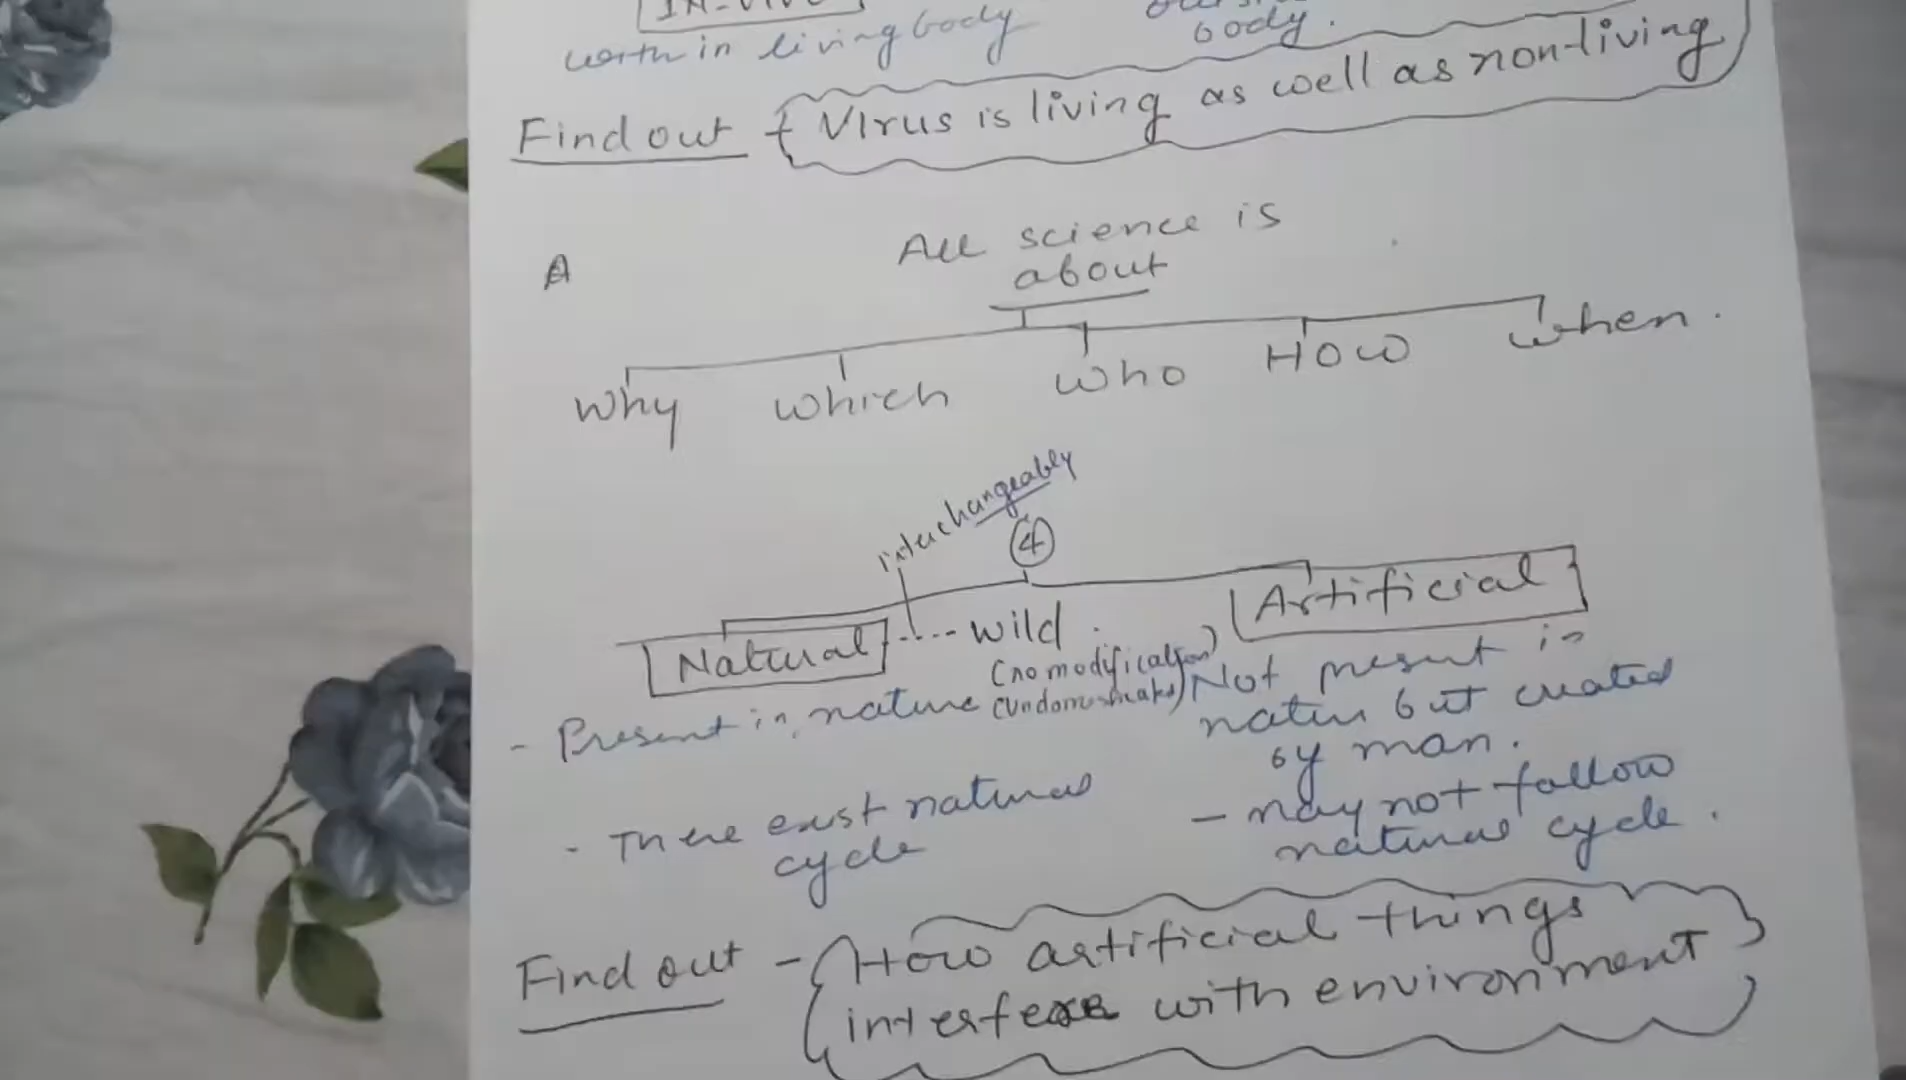 IN-VIVO
with in living body
body.
Find out { Virus is living as well as non-living
A
All science is
about
Why which who How when.
interchangeably
4
Natural ..... wild. Artificial
(no modification)
- Present in nature
Not present in
nature but created
by man.
- There exist natural
cycle
- may not follow
natural cycle.
Find out - How artificial things
interfere with environment